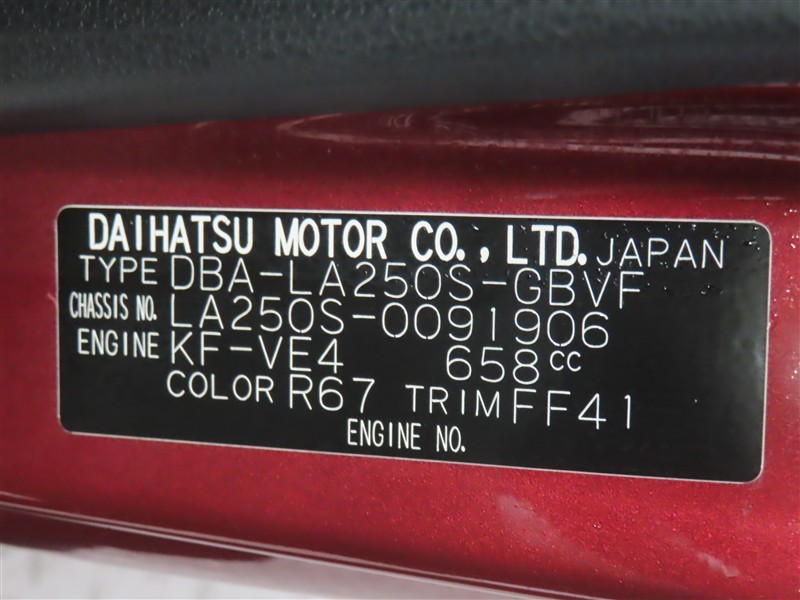 DAIHATSU MOTOR CO., LTD. JAPAN
TYPE DBA-LA250S-GBVF
CHASSIS NO. LA250S-0091906
ENGINE KF-VE4 658cc
COLOR R67 TRIM FF41
ENGINE NO.